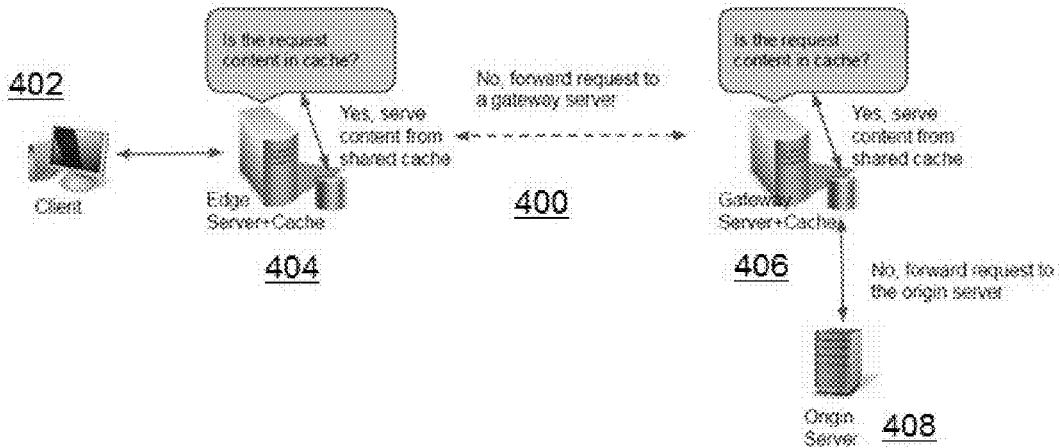 Is the request
content in cache?
402
Client
Yes, serve
content from
shared cache
Edge
Server+Cache
404
No, forward request to
a gateway server
400
Is the request
content in cache?
Yes, serve
content from
shared cache
Gateway
Server+Cache
406
No, forward request to
the origin server
Origin
Server
408